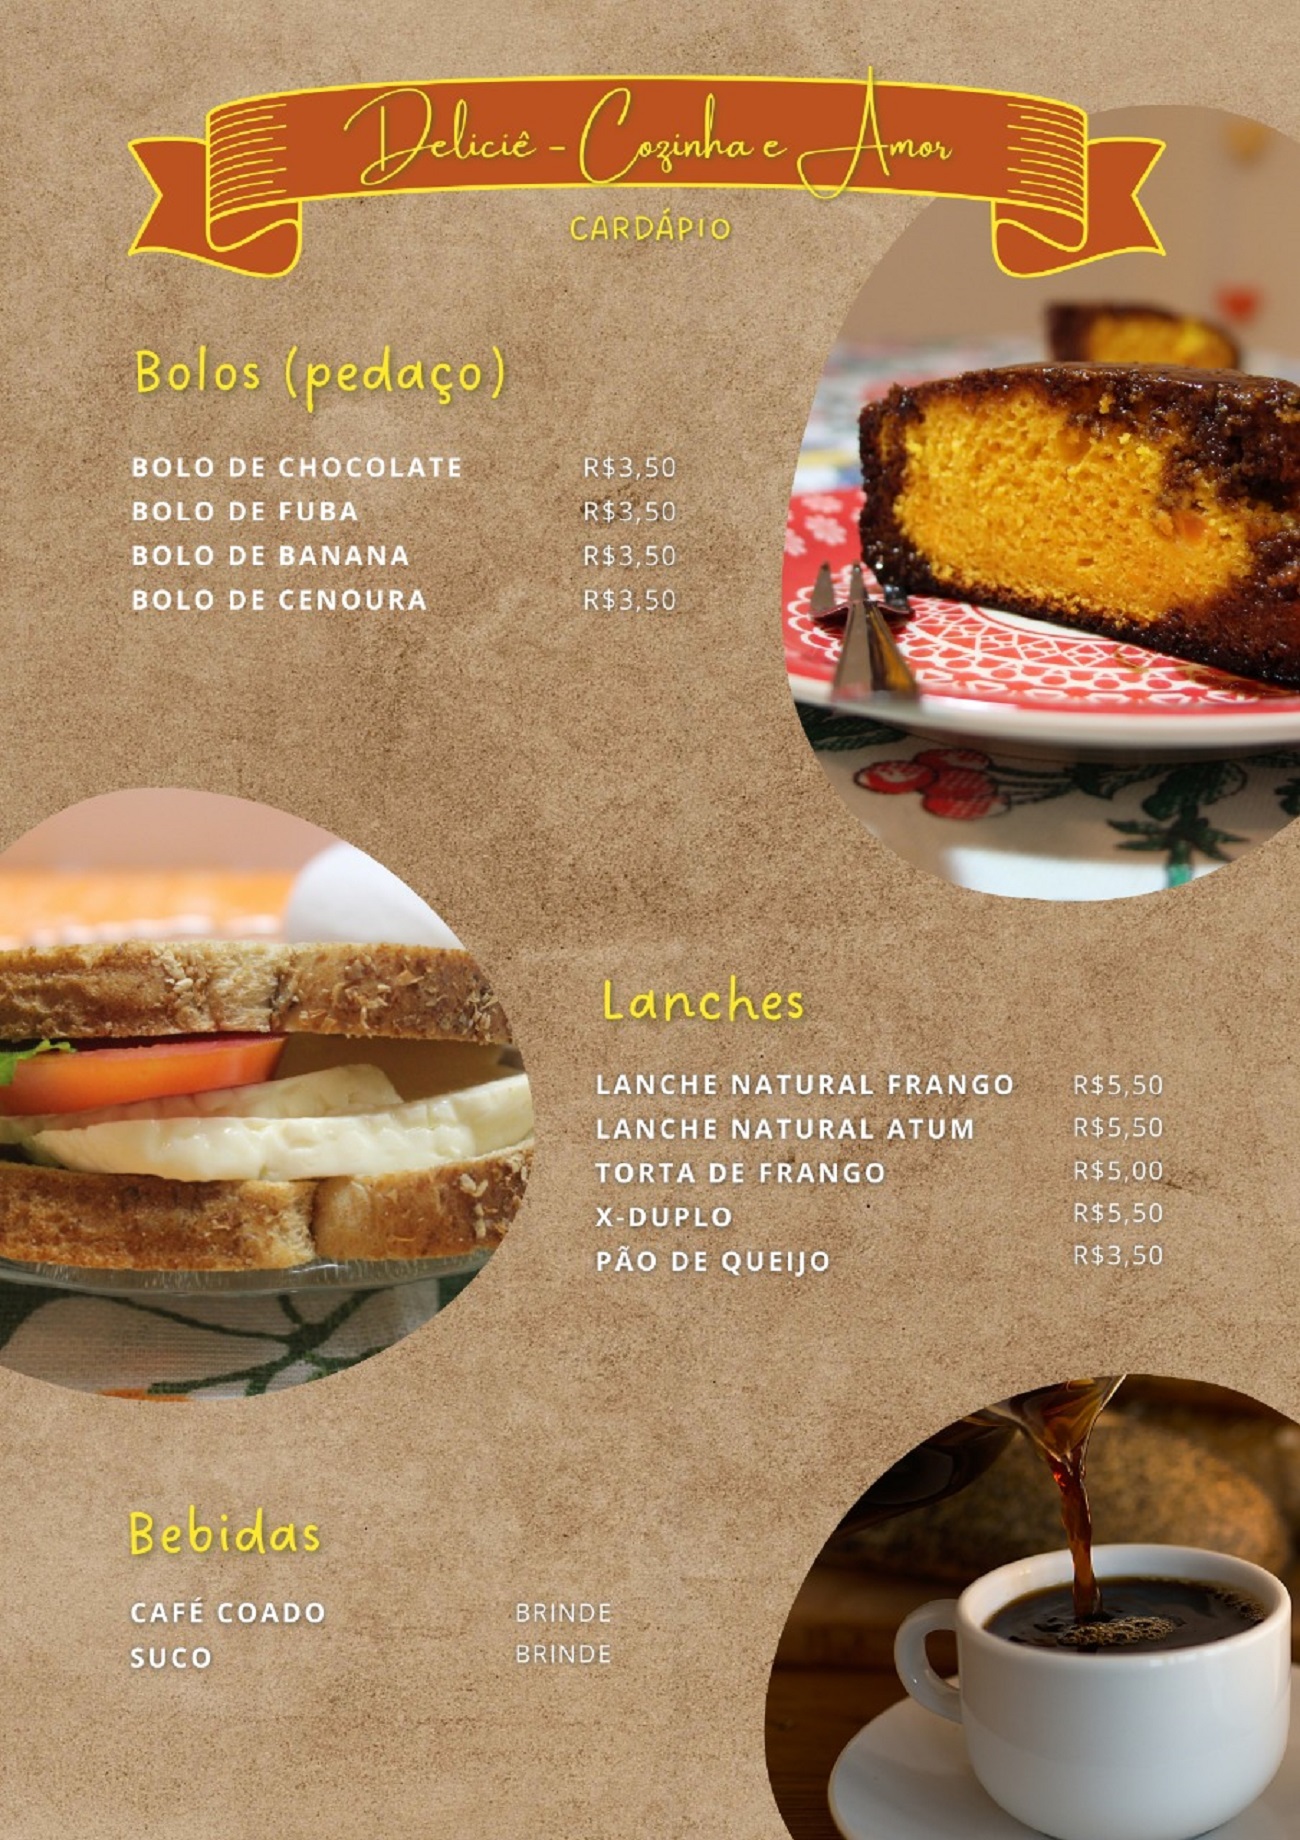 Deliciê - Cozinha e Amor
CARDÁPIO
Bolos (pedaço)
BOLO DE CHOCOLATE R$3,50
BOLO DE FUBA R$3,50
BOLO DE BANANA R$3,50
BOLO DE CENOURA R$3,50
Lanches
LANCHE NATURAL FRANGO R$5,50
LANCHE NATURAL ATUM R$5,50
TORTA DE FRANGO R$5,00
X-DUPLO R$5,50
PÃO DE QUEIJO R$3,50
Bebidas
CAFÉ COADO BRINDE
SUCO BRINDE